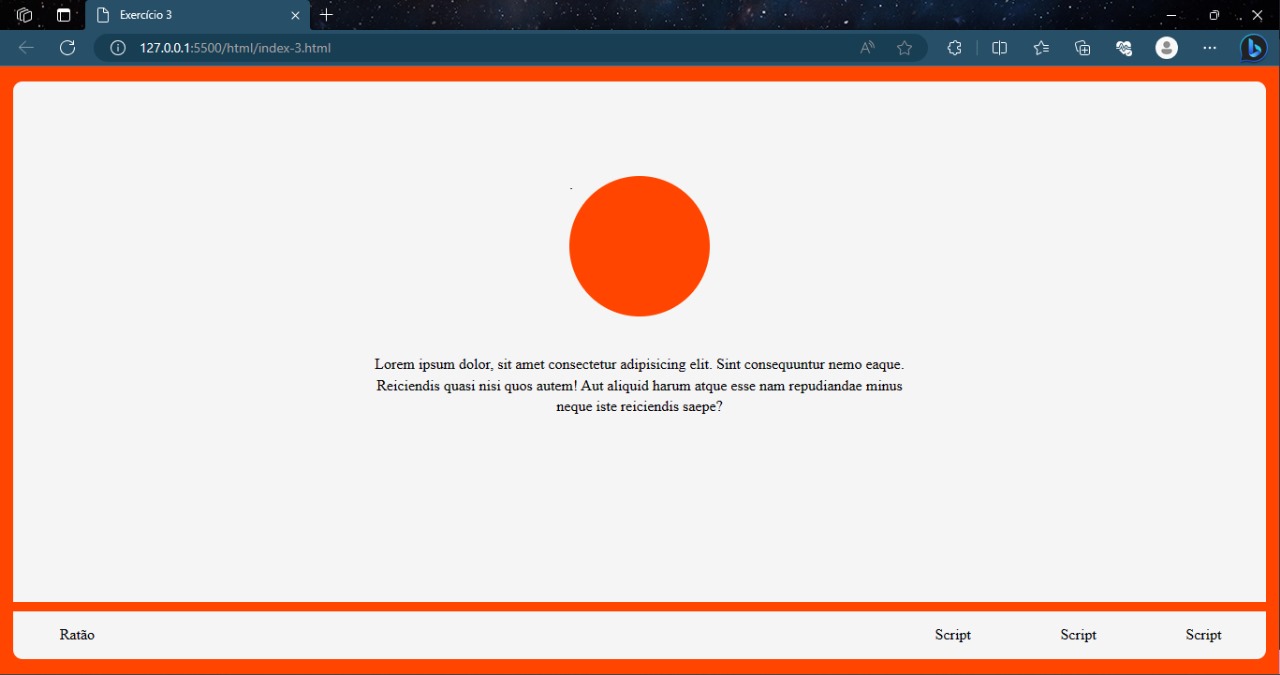 Exercício 3
127.0.0.1:5500/html/index-3.html
.
Lorem ipsum dolor, sit amet consectetur adipisicing elit. Sint consequuntur nemo eaque.
Reiciendis quasi nisi quos autem! Aut aliquid harum atque esse nam repudiandae minus
neque iste reiciendis saepe?
Ratão Script Script Script